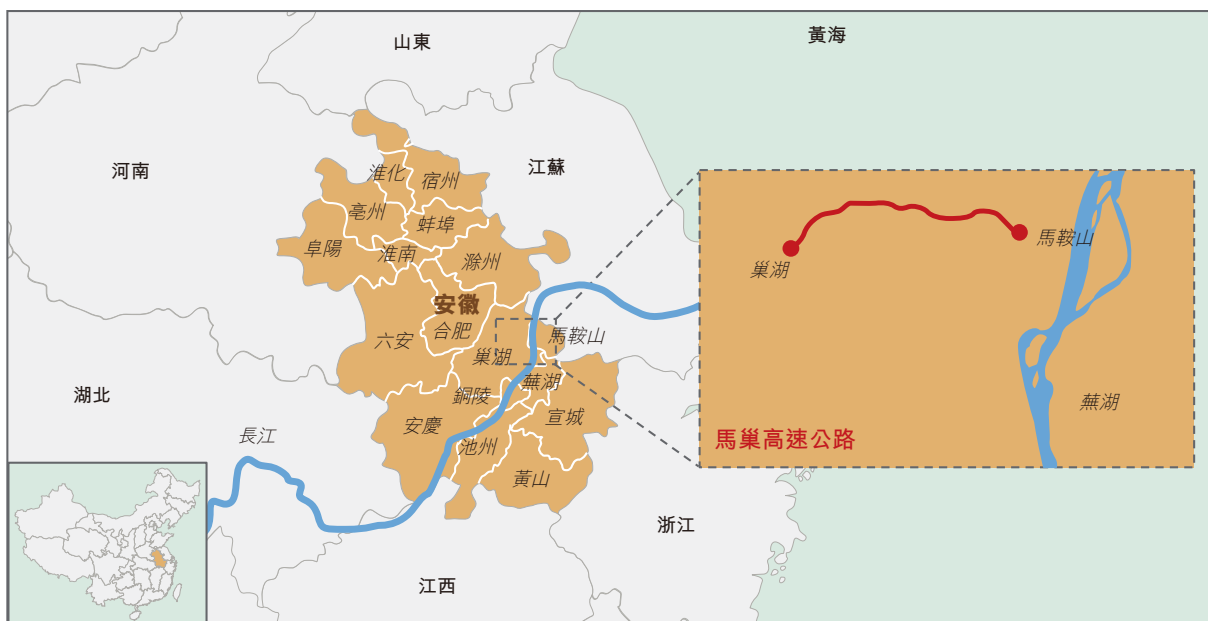 山東
黃海
河南
江蘇
淮化
宿州
亳州
蚌埠
阜陽
淮南
滁州
安徽
合肥
六安
巢湖
馬鞍山
銅陵
蕪湖
安慶
宣城
池州
黃山
湖北
長江
浙江
江西
巢湖
馬鞍山
蕪湖
馬巢高速公路